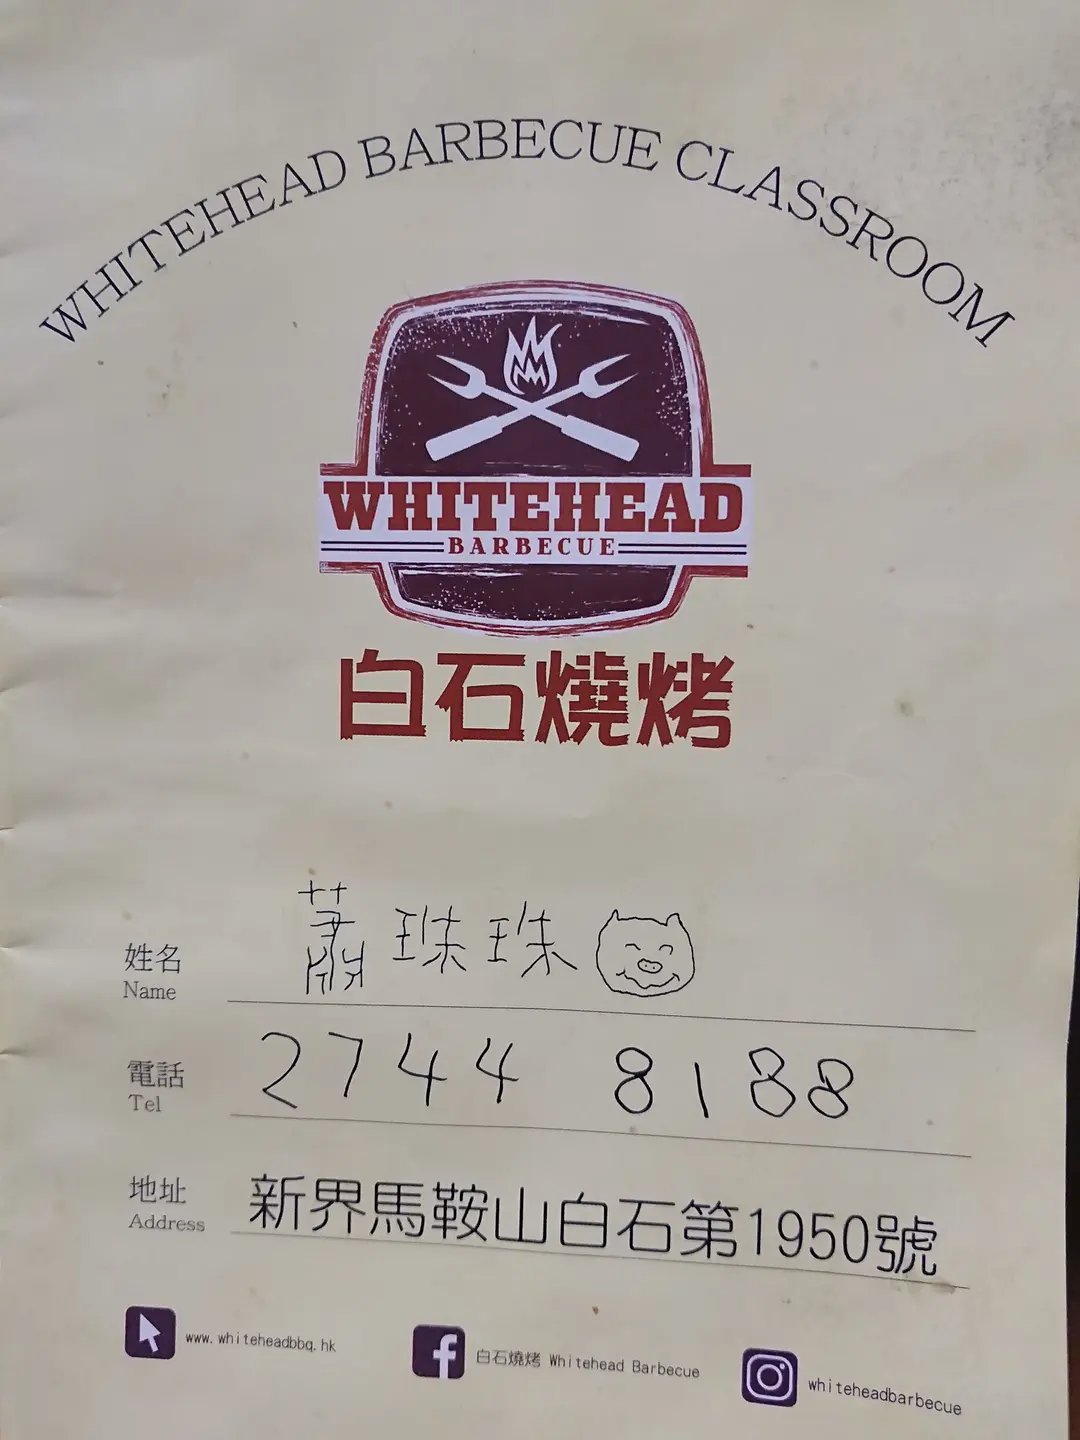 WHITEHEAD BARBECUE CLASSROOM
WHITEHEAD
BARBECUE
白石燒烤
姓名 蕭珠珠
Name
電話 2744 8188
Tel
地址 新界馬鞍山白石第1950號
Address
www.whiteheadbbq.hk
白石燒烤 Whitehead Barbecue
whiteheadbarbecue